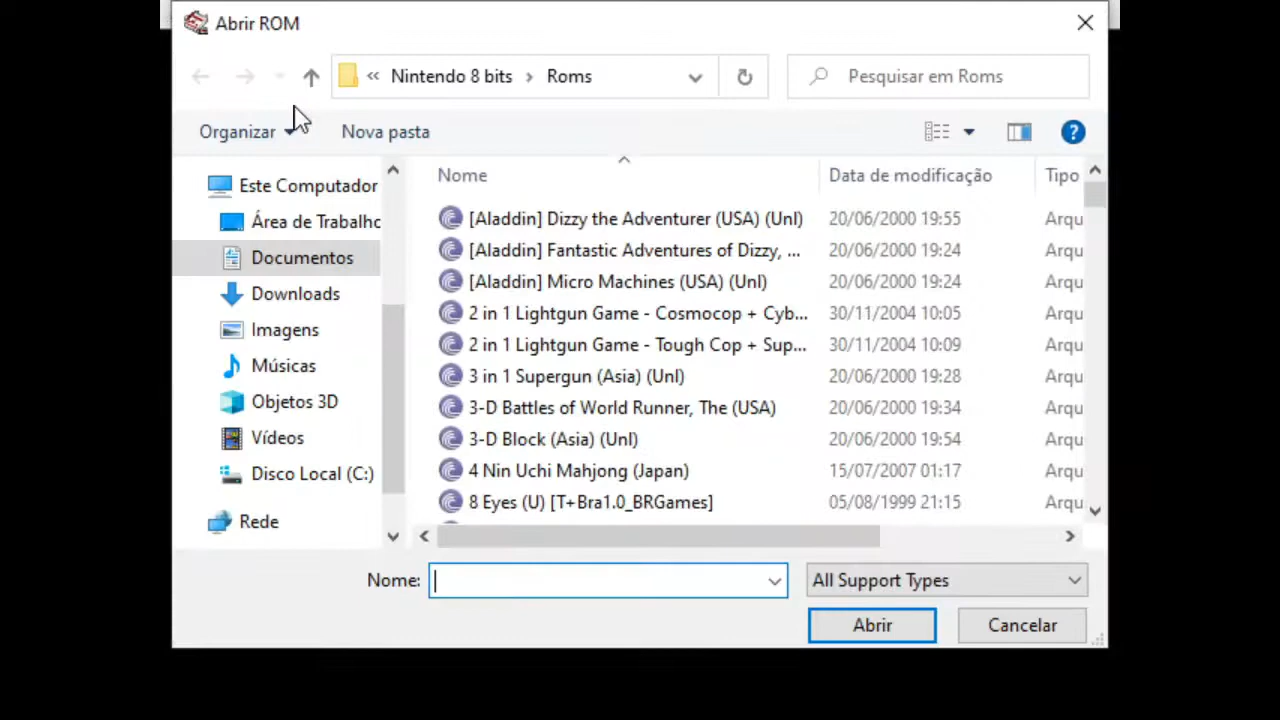 Abrir ROM
« Nintendo 8 bits › Roms
Pesquisar em Roms
Organizar
Nova pasta
?
Este Computador
Área de Trabalho
Documentos
Downloads
Imagens
Músicas
Objetos 3D
Vídeos
Disco Local (C:)
Rede
Nome Data de modificação Tipo
[Aladdin] Dizzy the Adventurer (USA) (Unl) 20/06/2000 19:55 Arqu
[Aladdin] Fantastic Adventures of Dizzy, ... 20/06/2000 19:24 Arqu
[Aladdin] Micro Machines (USA) (Unl) 20/06/2000 19:24 Arqu
2 in 1 Lightgun Game - Cosmocop + Cyb... 30/11/2004 10:05 Arqu
2 in 1 Lightgun Game - Tough Cop + Sup... 30/11/2004 10:09 Arqu
3 in 1 Supergun (Asia) (Unl) 20/06/2000 19:28 Arqu
3-D Battles of World Runner, The (USA) 20/06/2000 19:34 Arqu
3-D Block (Asia) (Unl) 20/06/2000 19:54 Arqu
4 Nin Uchi Mahjong (Japan) 15/07/2007 01:17 Arqu
8 Eyes (U) [T+Bra1.0_BRGames] 05/08/1999 21:15 Arqu
Nome:
All Support Types
Abrir
Cancelar